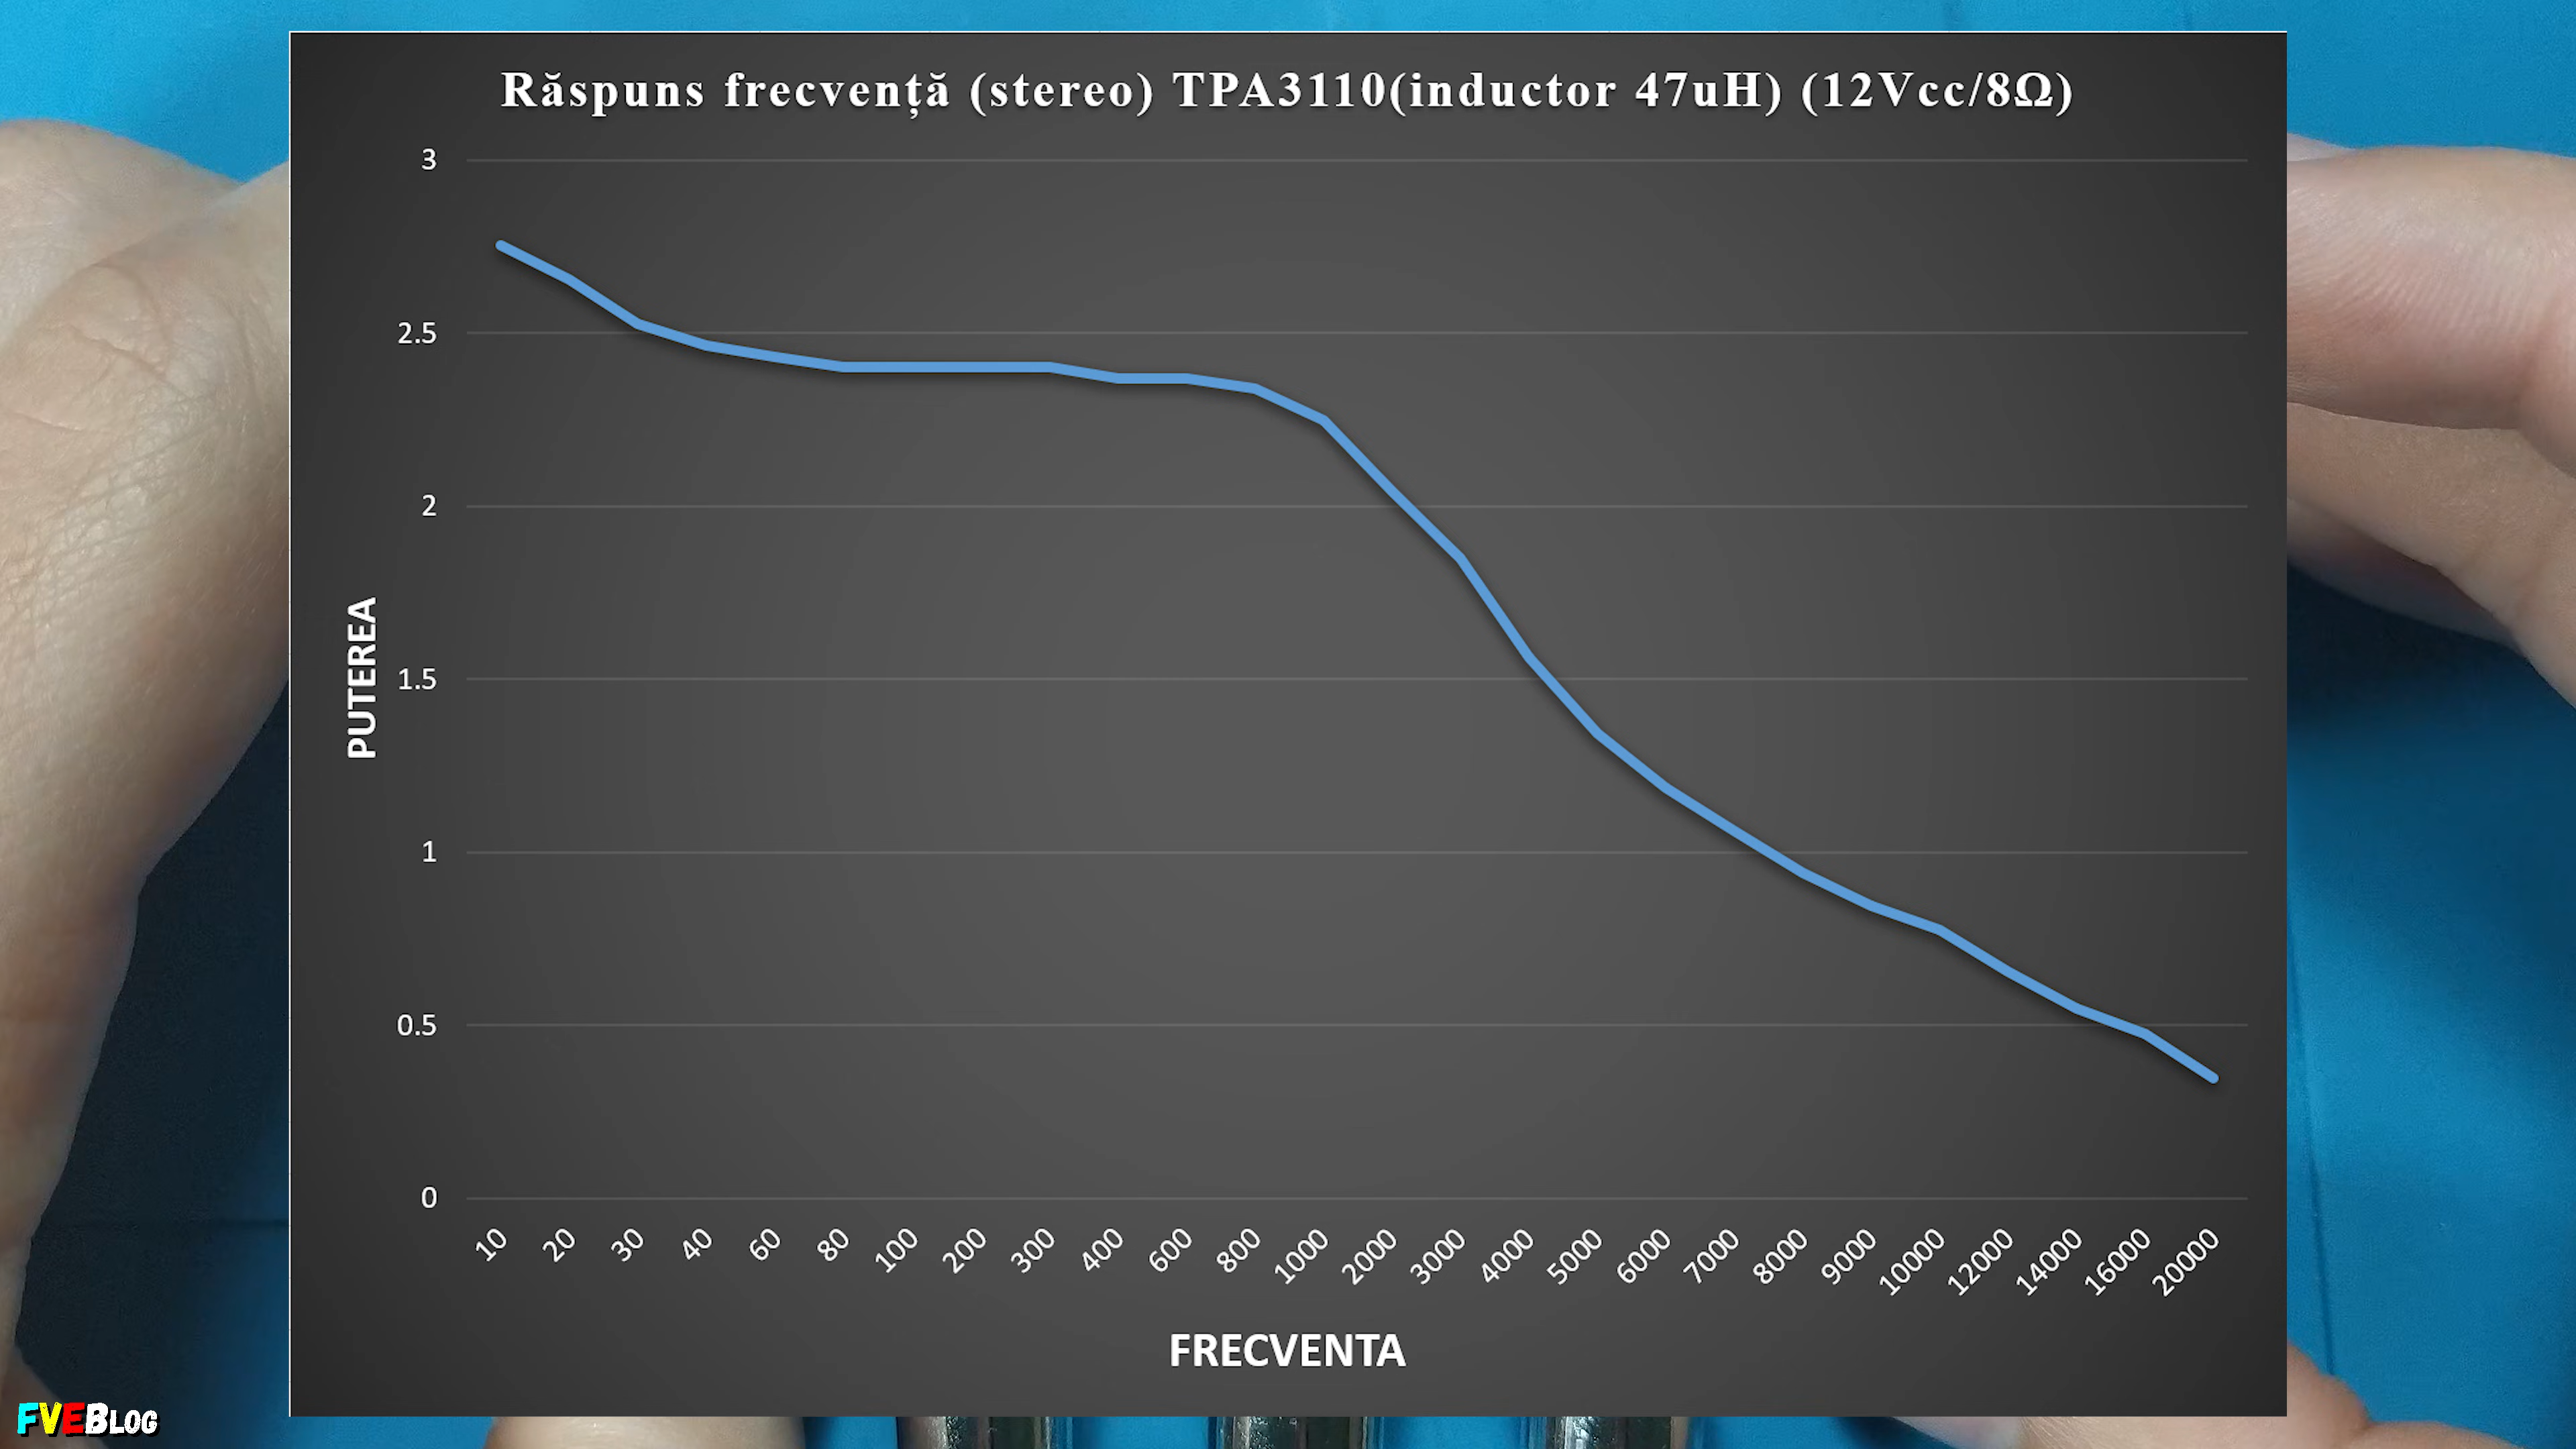 Răspuns frecvență (stereo) TPA3110(inductor 47uH) (12Vcc/8Ω)
3
2.5
2
1.5
1
0.5
0
PUTEREA
10 20 30 40 60 80 100 200 300 400 600 800 1000 2000 3000 4000 5000 6000 7000 8000 9000 10000 12000 14000 16000 20000
FRECVENTA
FVEBLOG